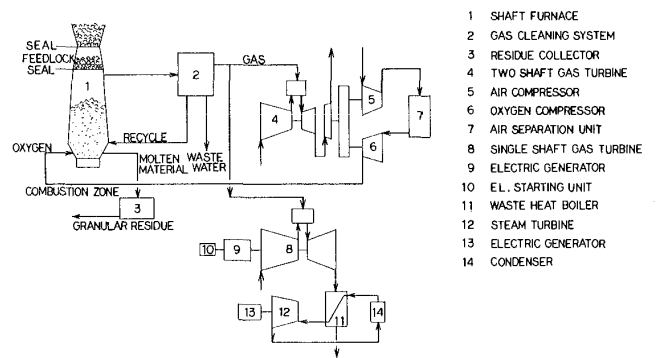 SEAL
FEEDLOCK
SEAL
1
2
GAS
RECYCLE
OXYGEN
MOLTEN
MATERIAL
WASTE
WATER
COMBUSTION ZONE
3
GRANULAR RESIDUE
4
5
6
7
10
9
8
13
12
11
14
1 SHAFT FURNACE
2 GAS CLEANING SYSTEM
3 RESIDUE COLLECTOR
4 TWO SHAFT GAS TURBINE
5 AIR COMPRESSOR
6 OXYGEN COMPRESSOR
7 AIR SEPARATION UNIT
8 SINGLE SHAFT GAS TURBINE
9 ELECTRIC GENERATOR
10 EL. STARTING UNIT
11 WASTE HEAT BOILER
12 STEAM TURBINE
13 ELECTRIC GENERATOR
14 CONDENSER